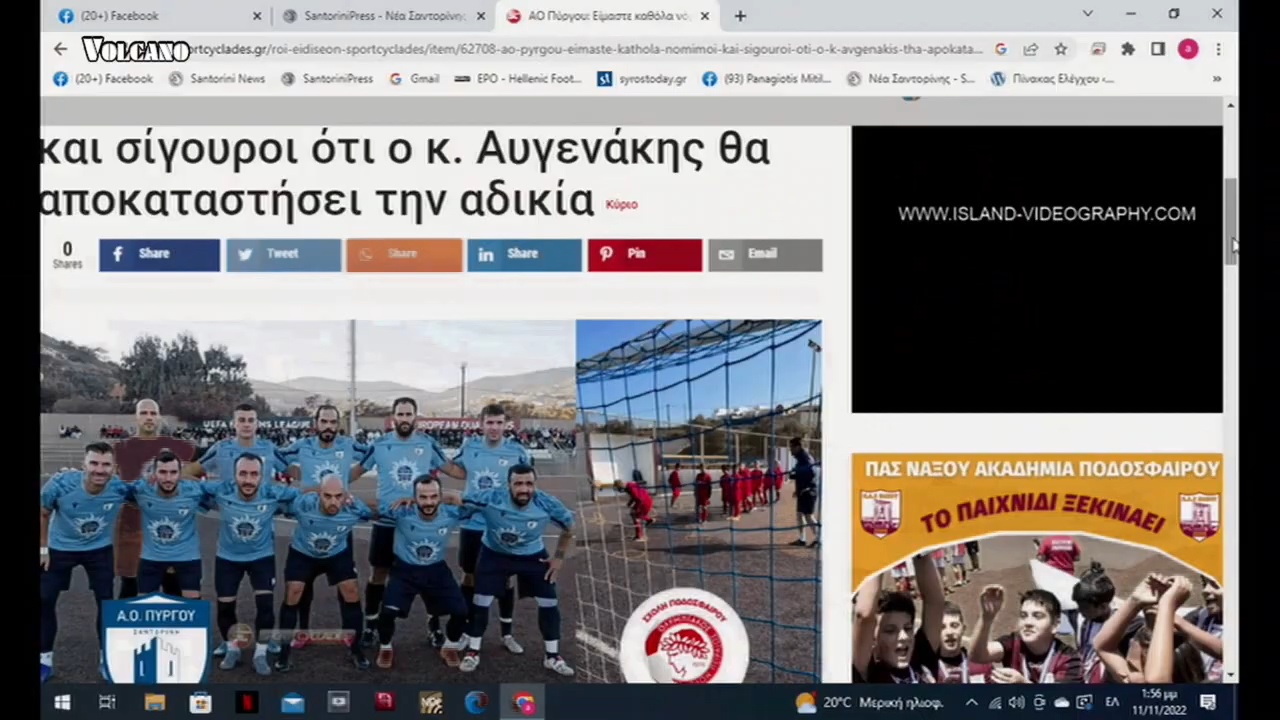 (20+) Facebook
SantoriniPress - Νέα Σαντορίνης
ΑΟ Πύργου: Είμαστε καθόλα νό
VOLCANO
ortcyclades.gr/roi-eidiseon-sportcyclades/item/62708-ao-pyrgou-eimaste-kathola-nomimoi-kai-sigouroi-oti-o-k-avgenakis-tha-apokata...
(20+) Facebook
Santorini News
SantoriniPress
Gmail
EPO - Hellenic Foot...
syrostoday.gr
(93) Panagiotis Mitil...
Νέα Σαντορίνης - S...
Πίνακας Ελέγχου ‹...
και σίγουροι ότι ο κ. Αυγενάκης θα
αποκαταστήσει την αδικία Κύριο
0
Shares
Share
Tweet
Share
Share
Pin
Email
WWW.ISLAND-VIDEOGRAPHY.COM
ΠΑΣ ΝΑΞΟΥ ΑΚΑΔΗΜΙΑ ΠΟΔΟΣΦΑΙΡΟΥ
ΤΟ ΠΑΙΧΝΙΔΙ ΞΕΚΙΝΑΕΙ
Α.Ο. ΠΥΡΓΟΥ
ΣΑΝΤΟΡΙΝΗ
ΣΧΟΛΗ ΠΟΔΟΣΦΑΙΡΟΥ
20°C Μερική ηλιοφ.
ΕΛ
1:56 μμ
11/11/2022